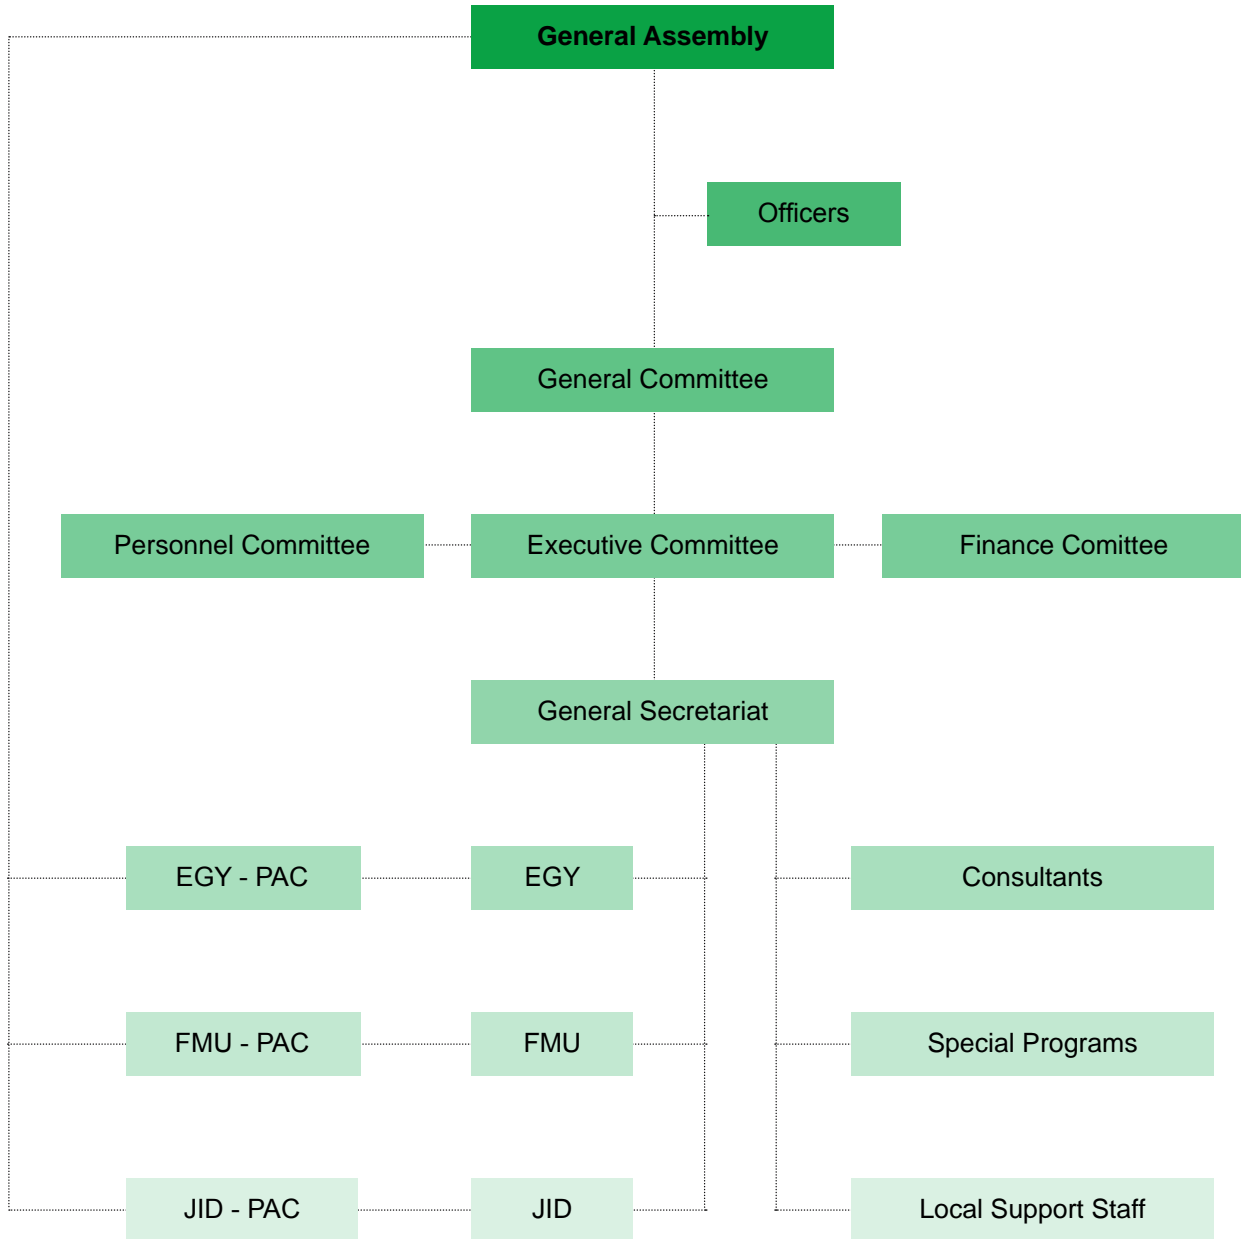 General Assembly
Officers
General Committee
Personnel Committee
Executive Committee
Finance Comittee
General Secretariat
EGY - PAC
EGY
Consultants
FMU - PAC
FMU
Special Programs
JID - PAC
JID
Local Support Staff